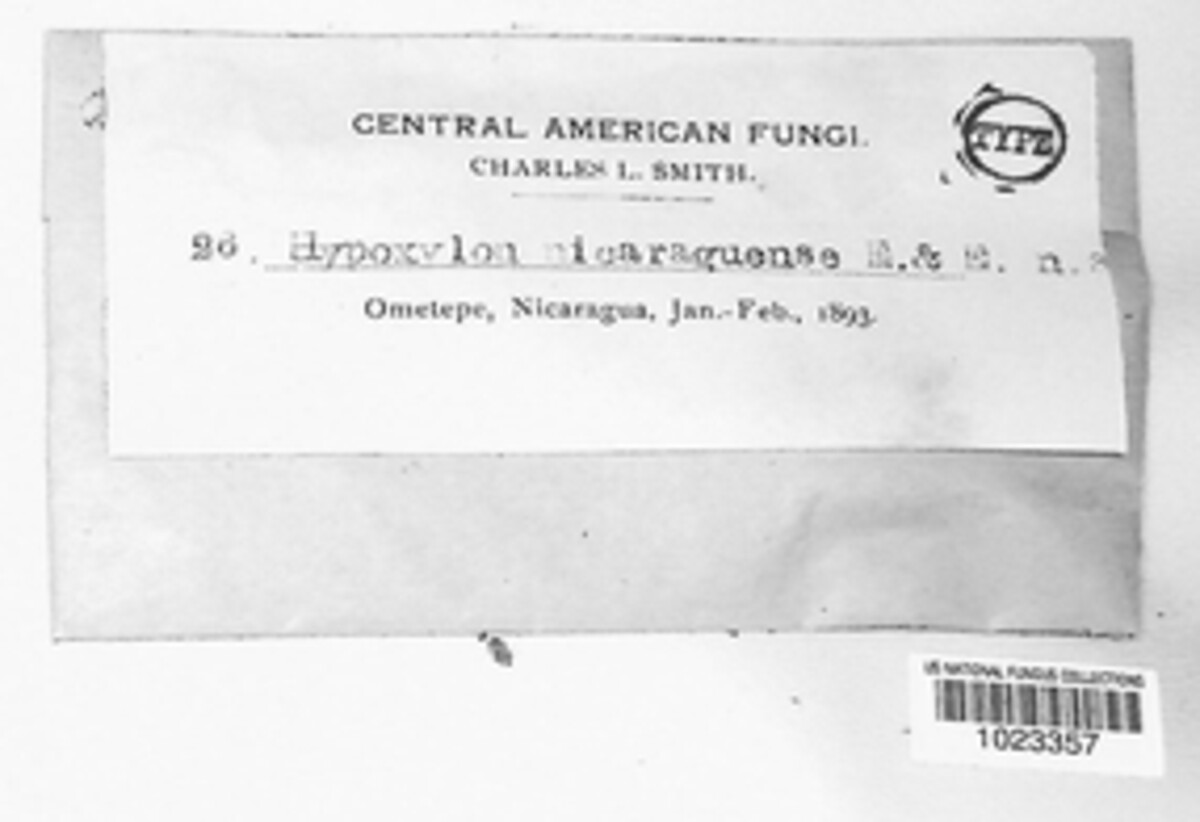 CENTRAL AMERICAN FUNGI.
TYPE
CHARLES L. SMITH.
26. Hypoxylon nicaraguense E.& E. n.
Ometepe, Nicaragua, Jan.-Feb., 1893.
US NATIONAL FUNGUS COLLECTIONS
1023357